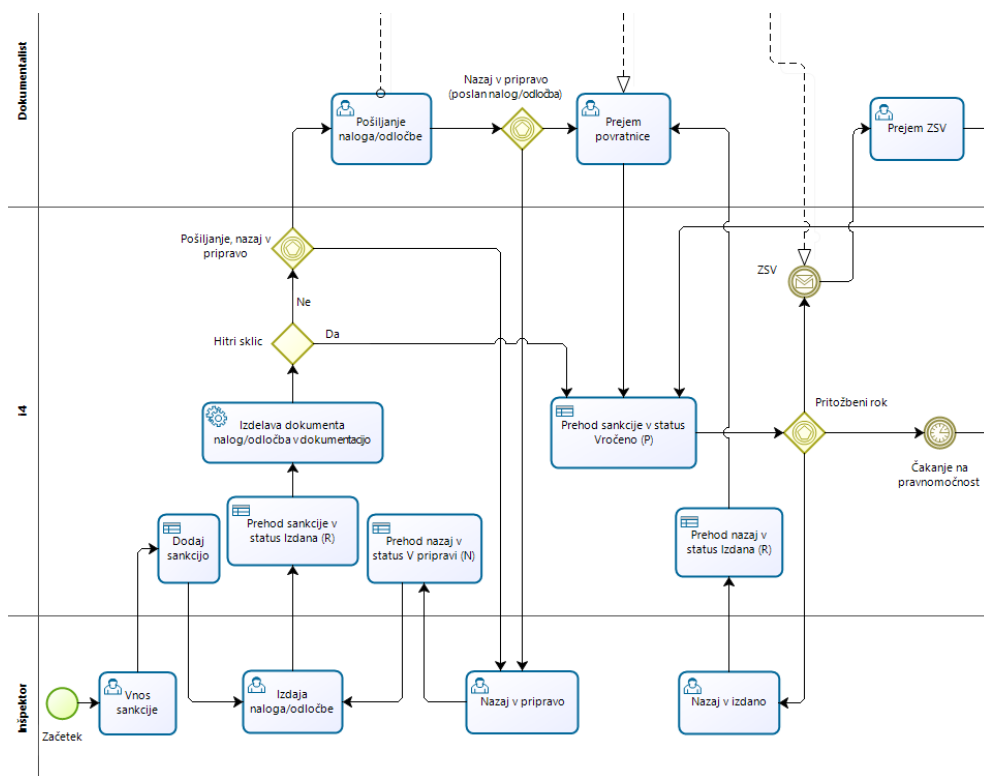 Dokumentalist
Pošiljanje
naloga/odločbe
Nazaj v pripravo
(poslan nalog/odločba)
Prejem
povratnice
Prejem ZSV
i4
Pošiljanje, nazaj v
pripravo
Ne
Hitri sklic
Da
ZSV
Izdelava dokumenta
nalog/odločba v dokumentacijo
Prehod sankcije v status
Vročeno (P)
Pritožbeni rok
Čakanje na
pravnomočnost
Dodaj
sankcijo
Prehod sankcije v
status Izdana (R)
Prehod nazaj v
status V pripravi (N)
Prehod nazaj v
status Izdana (R)
Inšpektor
Začetek
Vnos
sankcije
Izdaja
naloga/odločbe
Nazaj v pripravo
Nazaj v izdano